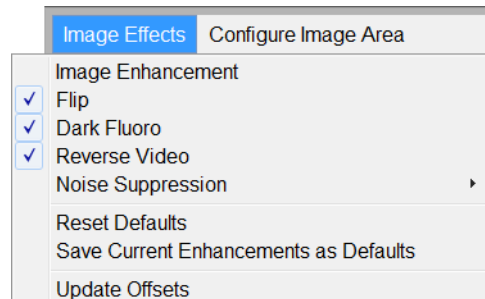 Image Effects Configure Image Area
Image Enhancement
Flip
Dark Fluoro
Reverse Video
Noise Suppression
Reset Defaults
Save Current Enhancements as Defaults
Update Offsets